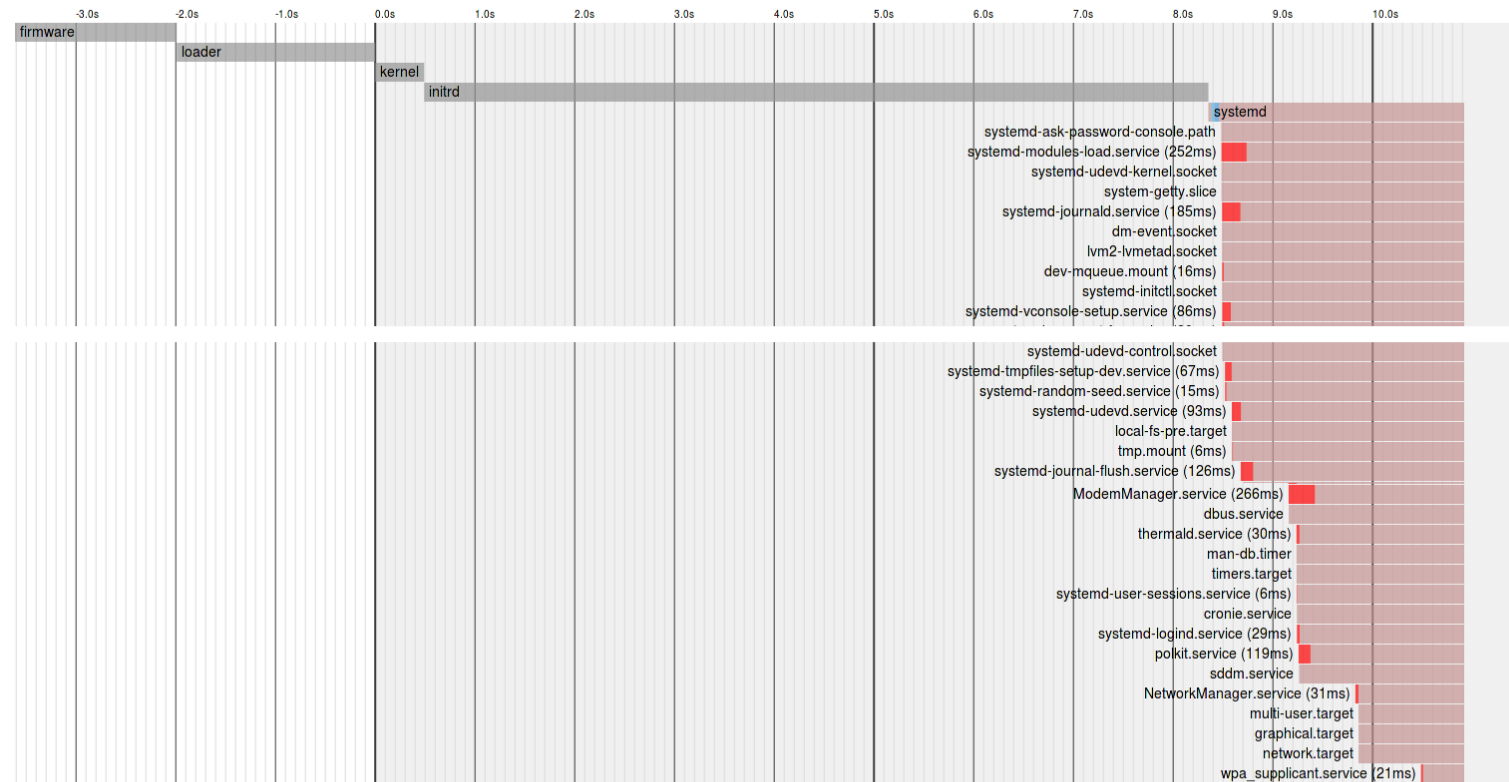 -3.0s -2.0s -1.0s 0.0s 1.0s 2.0s 3.0s 4.0s 5.0s 6.0s 7.0s 8.0s 9.0s 10.0s
firmware
loader
kernel
initrd
systemd
systemd-ask-password-console.path
systemd-modules-load.service (252ms)
systemd-udevd-kernel.socket
system-getty.slice
systemd-journald.service (185ms)
dm-event.socket
lvm2-lvmetad.socket
dev-mqueue.mount (16ms)
systemd-initctl.socket
systemd-vconsole-setup.service (86ms)
systemd-udevd-control.socket
systemd-tmpfiles-setup-dev.service (67ms)
systemd-random-seed.service (15ms)
systemd-udevd.service (93ms)
local-fs-pre.target
tmp.mount (6ms)
systemd-journal-flush.service (126ms)
ModemManager.service (266ms)
dbus.service
thermald.service (30ms)
man-db.timer
timers.target
systemd-user-sessions.service (6ms)
cronie.service
systemd-logind.service (29ms)
polkit.service (119ms)
sddm.service
NetworkManager.service (31ms)
multi-user.target
graphical.target
network.target
wpa_supplicant.service (21ms)